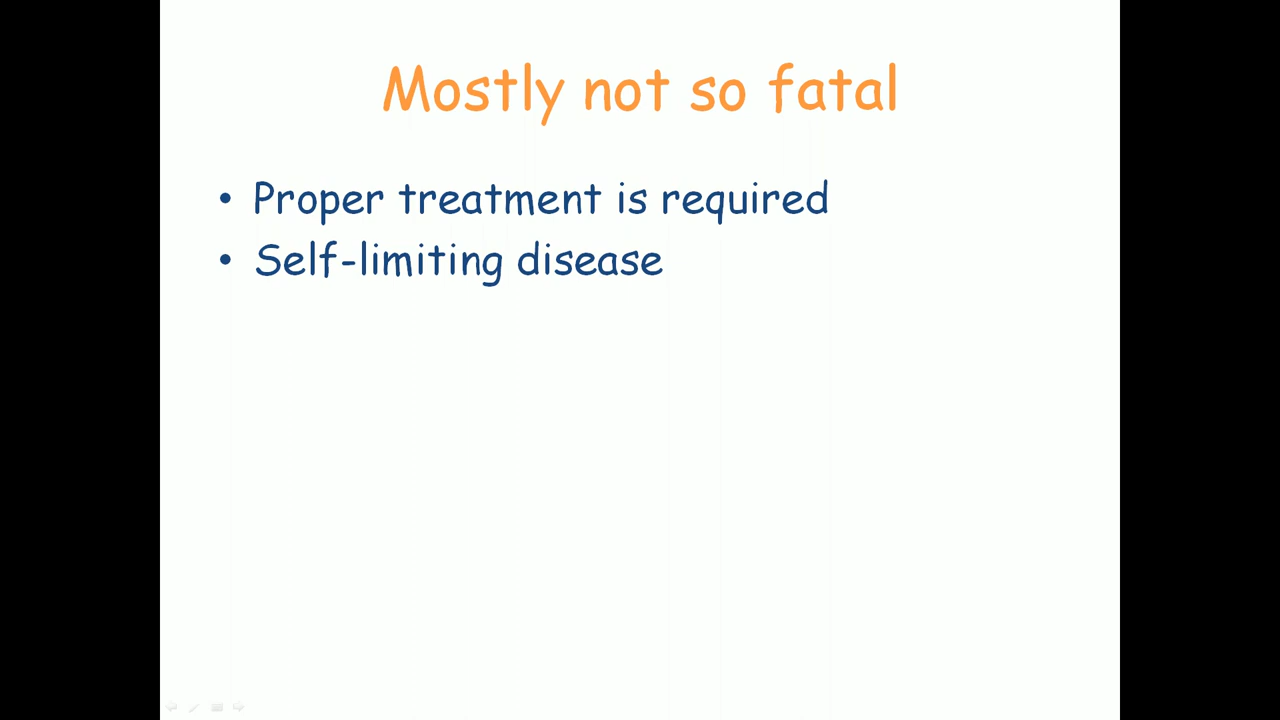 Mostly not so fatal
• Proper treatment is required
• Self-limiting disease